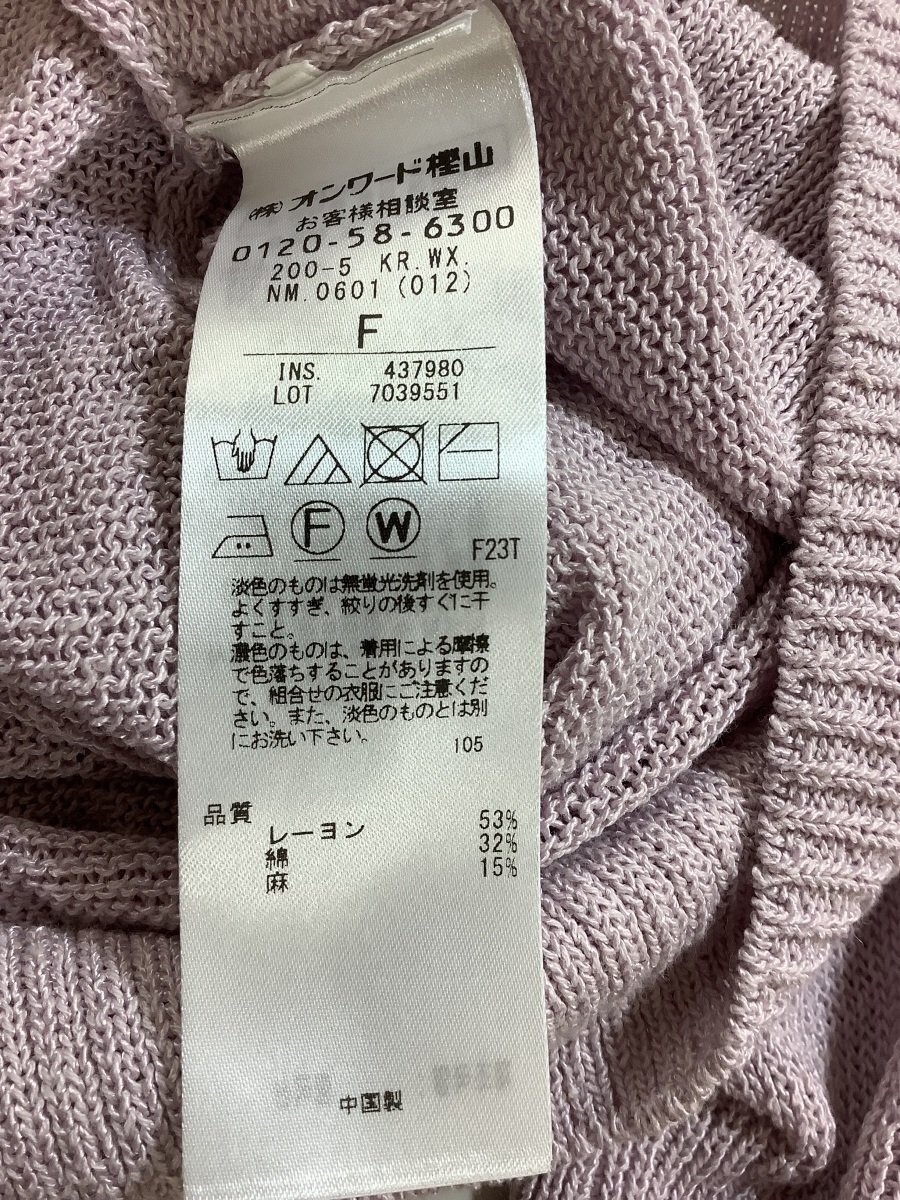 (株)オンワード樫山
お客様相談室
0120-58-6300
200-5 KR.WX.
NM.0601(012)
F
INS. 437980
LOT 7039551
F W
F23T
淡色のものは無蛍光洗剤を使用。
よくすすぎ、絞りの後すぐに干
すこと。
濃色のものは、着用による摩擦
で色落ちすることがありますの
で、組合せの衣服にご注意くだ
さい。また、淡色のものとは別
にお洗い下さい。
105
品質
レーヨン 53%
綿 32%
麻 15%
中国製